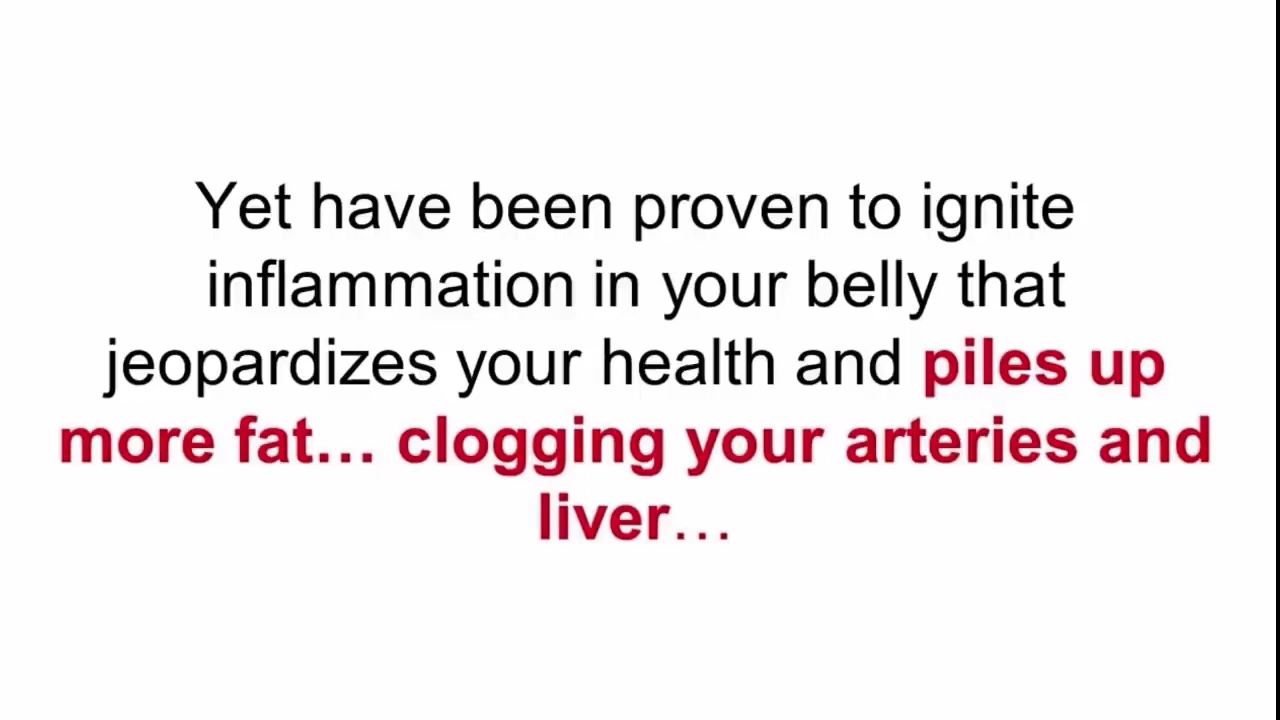 Yet have been proven to ignite
inflammation in your belly that
jeopardizes your health and piles up
more fat… clogging your arteries and
liver…